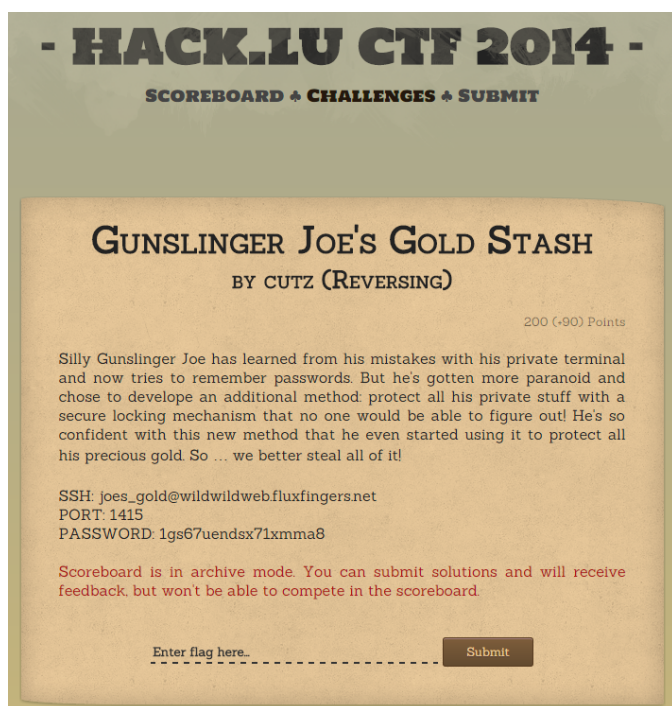 - HACK.LU CTF 2014 -
SCOREBOARD ♣ CHALLENGES ♣ SUBMIT
GUNSLINGER JOE'S GOLD STASH
BY CUTZ (REVERSING)
200 (+90) Points
Silly Gunslinger Joe has learned from his mistakes with his private terminal
and now tries to remember passwords. But he's gotten more paranoid and
chose to develope an additional method: protect all his private stuff with a
secure locking mechanism that no one would be able to figure out! He's so
confident with this new method that he even started using it to protect all
his precious gold. So … we better steal all of it!
SSH: joes_gold@wildwildweb.fluxfingers.net
PORT: 1415
PASSWORD: 1gs67uendsx71xmma8
Scoreboard is in archive mode. You can submit solutions and will receive
feedback, but won't be able to compete in the scoreboard.
Enter flag here... Submit